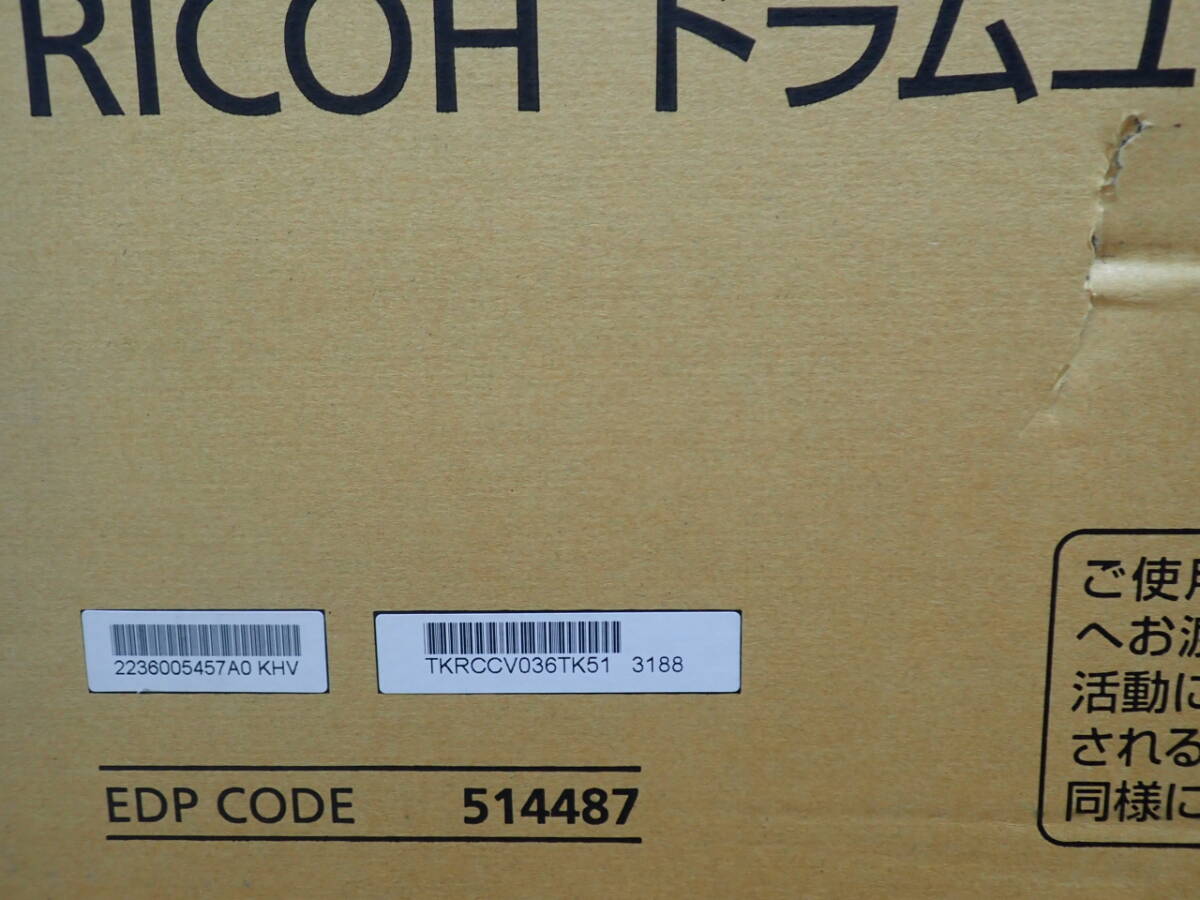 RICOH ドラムユ
2236005457A0 KHV
TKRCCV036TK51 3188
EDP CODE 514487
ご使用
へお
活動に
される
同様に